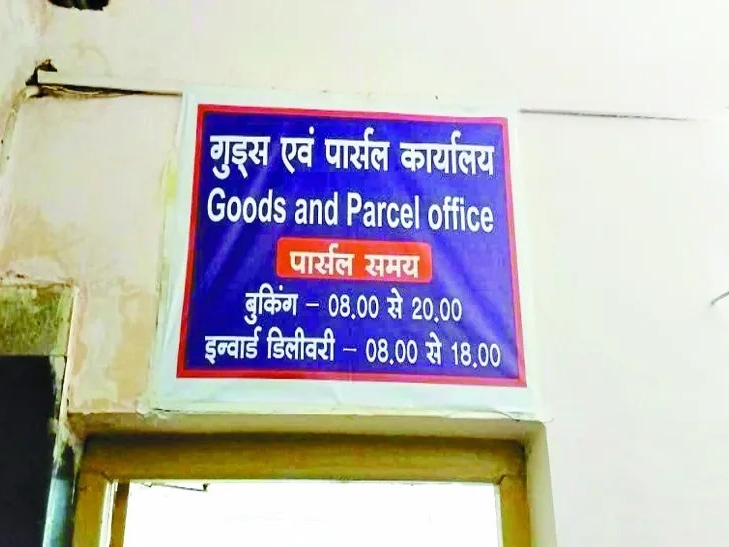 गुड्स एवं पार्सल कार्यालय
Goods and Parcel office
पार्सल समय
बुकिंग – 08.00 से 20.00
इन्वार्ड डिलीवरी – 08.00 से 18.00